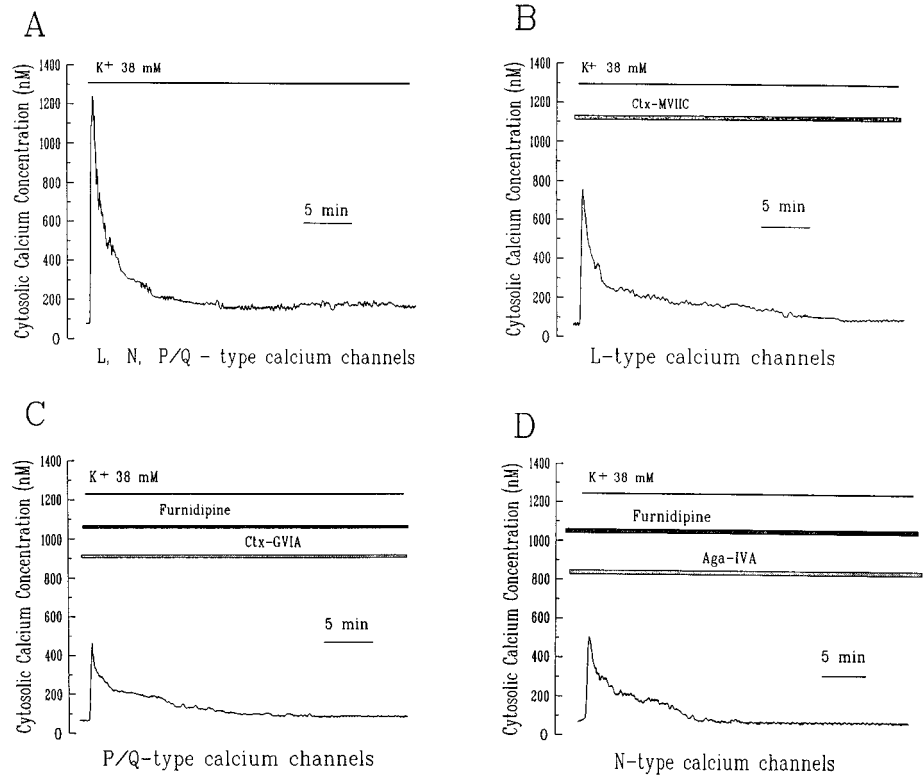 A
Cytosolic Calcium Concentration (nM)
1400
1200
1000
800
600
400
200
0
K+ 38 mM
5 min
L, N, P/Q - type calcium channels
B
Cytosolic Calcium Concentration (nM)
1400
1200
1000
800
600
400
200
0
K+ 38 mM
Ctx-MVIIC
5 min
L-type calcium channels
C
Cytosolic Calcium Concentration (nM)
1400
1200
1000
800
600
400
200
0
K+ 38 mM
Furnidipine
Ctx-GVIA
5 min
P/Q-type calcium channels
D
Cytosolic Calcium Concentration (nM)
1400
1200
1000
800
600
400
200
0
K+ 38 mM
Furnidipine
Aga-IVA
5 min
N-type calcium channels